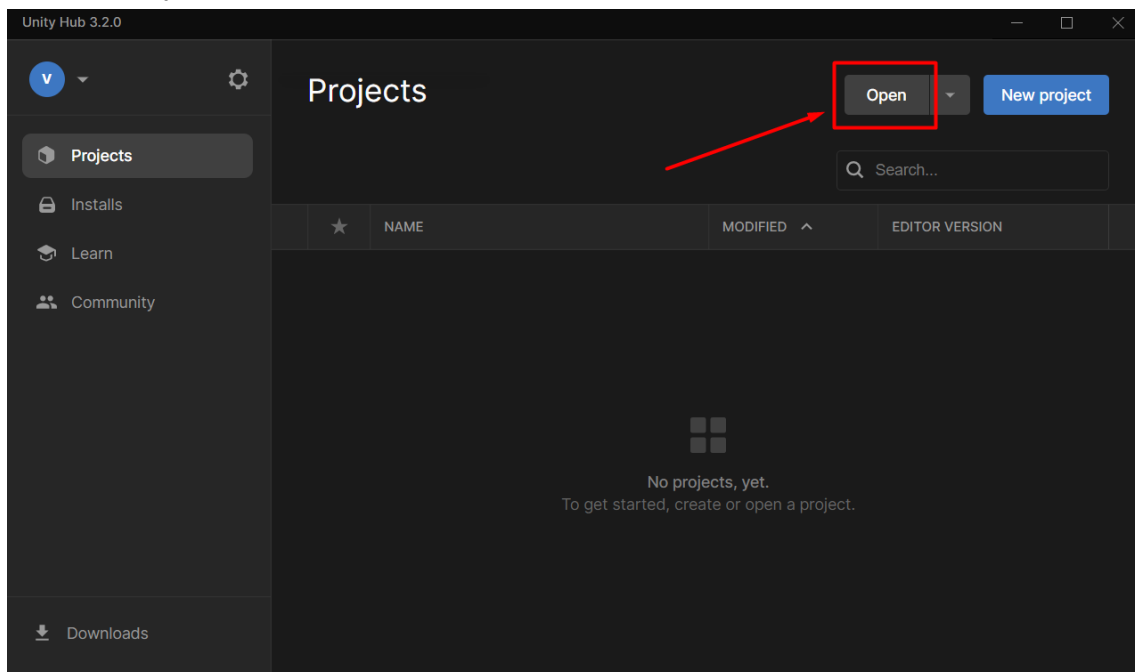 Unity Hub 3.2.0
V
Projects
Open
New project
Projects
Search...
Installs
NAME
MODIFIED
EDITOR VERSION
Learn
Community
No projects, yet.
To get started, create or open a project.
Downloads